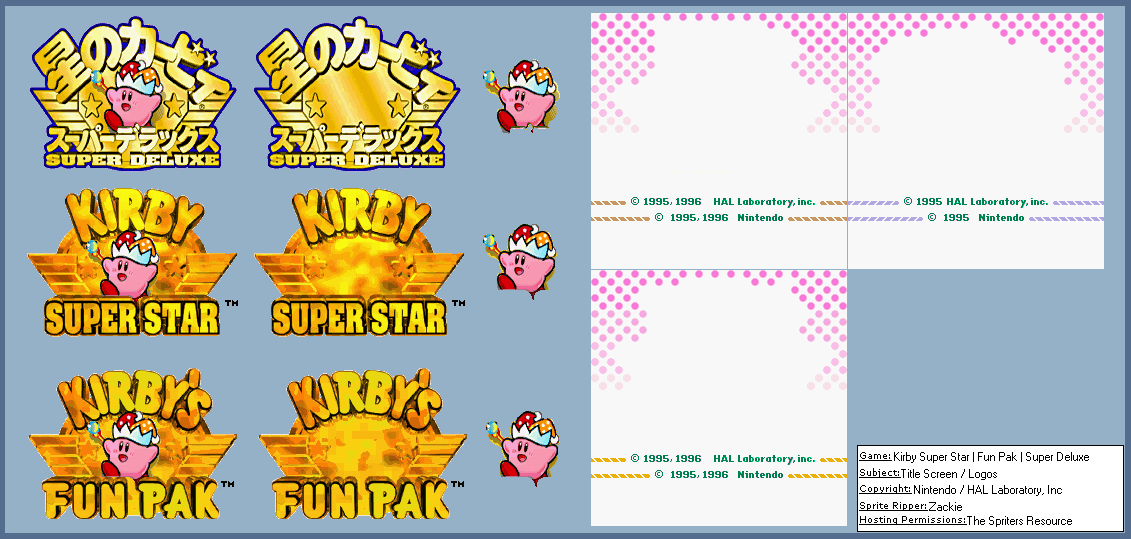 星のカービィ
スーパーデラックス
SUPER DELUXE
星のカービィ
スーパーデラックス
SUPER DELUXE
KIRBY
SUPER STAR™
KIRBY
SUPER STAR™
KIRBY'S
FUN PAK™
KIRBY'S
FUN PAK™
© 1995, 1996 HAL Laboratory, inc.
© 1995, 1996 Nintendo
© 1995 HAL Laboratory, inc.
© 1995 Nintendo
© 1995, 1996 HAL Laboratory, inc.
© 1995, 1996 Nintendo
Game: Kirby Super Star | Fun Pak | Super Deluxe
Subject: Title Screen / Logos
Copyright: Nintendo / HAL Laboratory, Inc
Sprite Ripper: Zackie
Hosting Permissions: The Spriters Resource